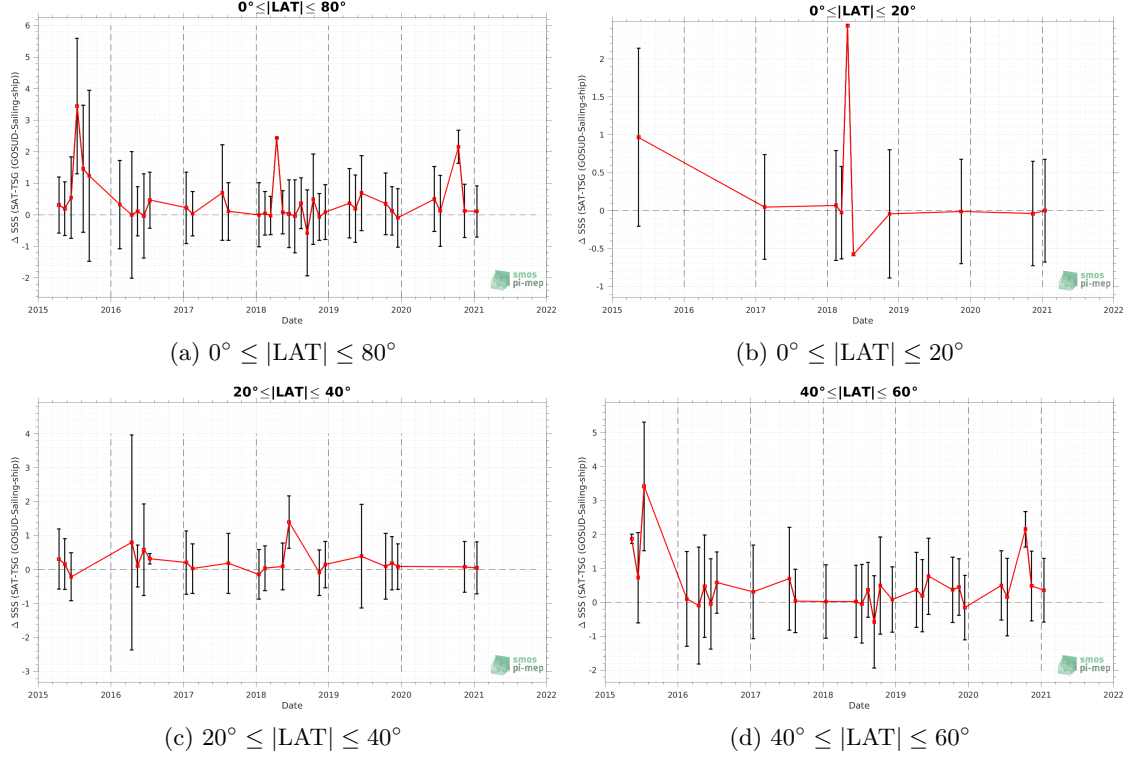 0°≤|LAT|≤ 80°
Δ SSS (SAT-TSG (GOSUD-Sailing-ship))
6
5
4
3
2
1
0
-1
-2
2015 2016 2017 2018 2019 2020 2021 2022
Date
smos
pi-mep
(a) 0° ≤ |LAT| ≤ 80°
0°≤|LAT|≤ 20°
Δ SSS (SAT-TSG (GOSUD-Sailing-ship))
2
1.5
1
0.5
0
-0.5
-1
2015 2016 2017 2018 2019 2020 2021 2022
Date
smos
pi-mep
(b) 0° ≤ |LAT| ≤ 20°
20°≤|LAT|≤ 40°
Δ SSS (SAT-TSG (GOSUD-Sailing-ship))
4
3
2
1
0
-1
-2
-3
2015 2016 2017 2018 2019 2020 2021 2022
Date
smos
pi-mep
(c) 20° ≤ |LAT| ≤ 40°
40°≤|LAT|≤ 60°
Δ SSS (SAT-TSG (GOSUD-Sailing-ship))
5
4
3
2
1
0
-1
-2
2015 2016 2017 2018 2019 2020 2021 2022
Date
smos
pi-mep
(d) 40° ≤ |LAT| ≤ 60°